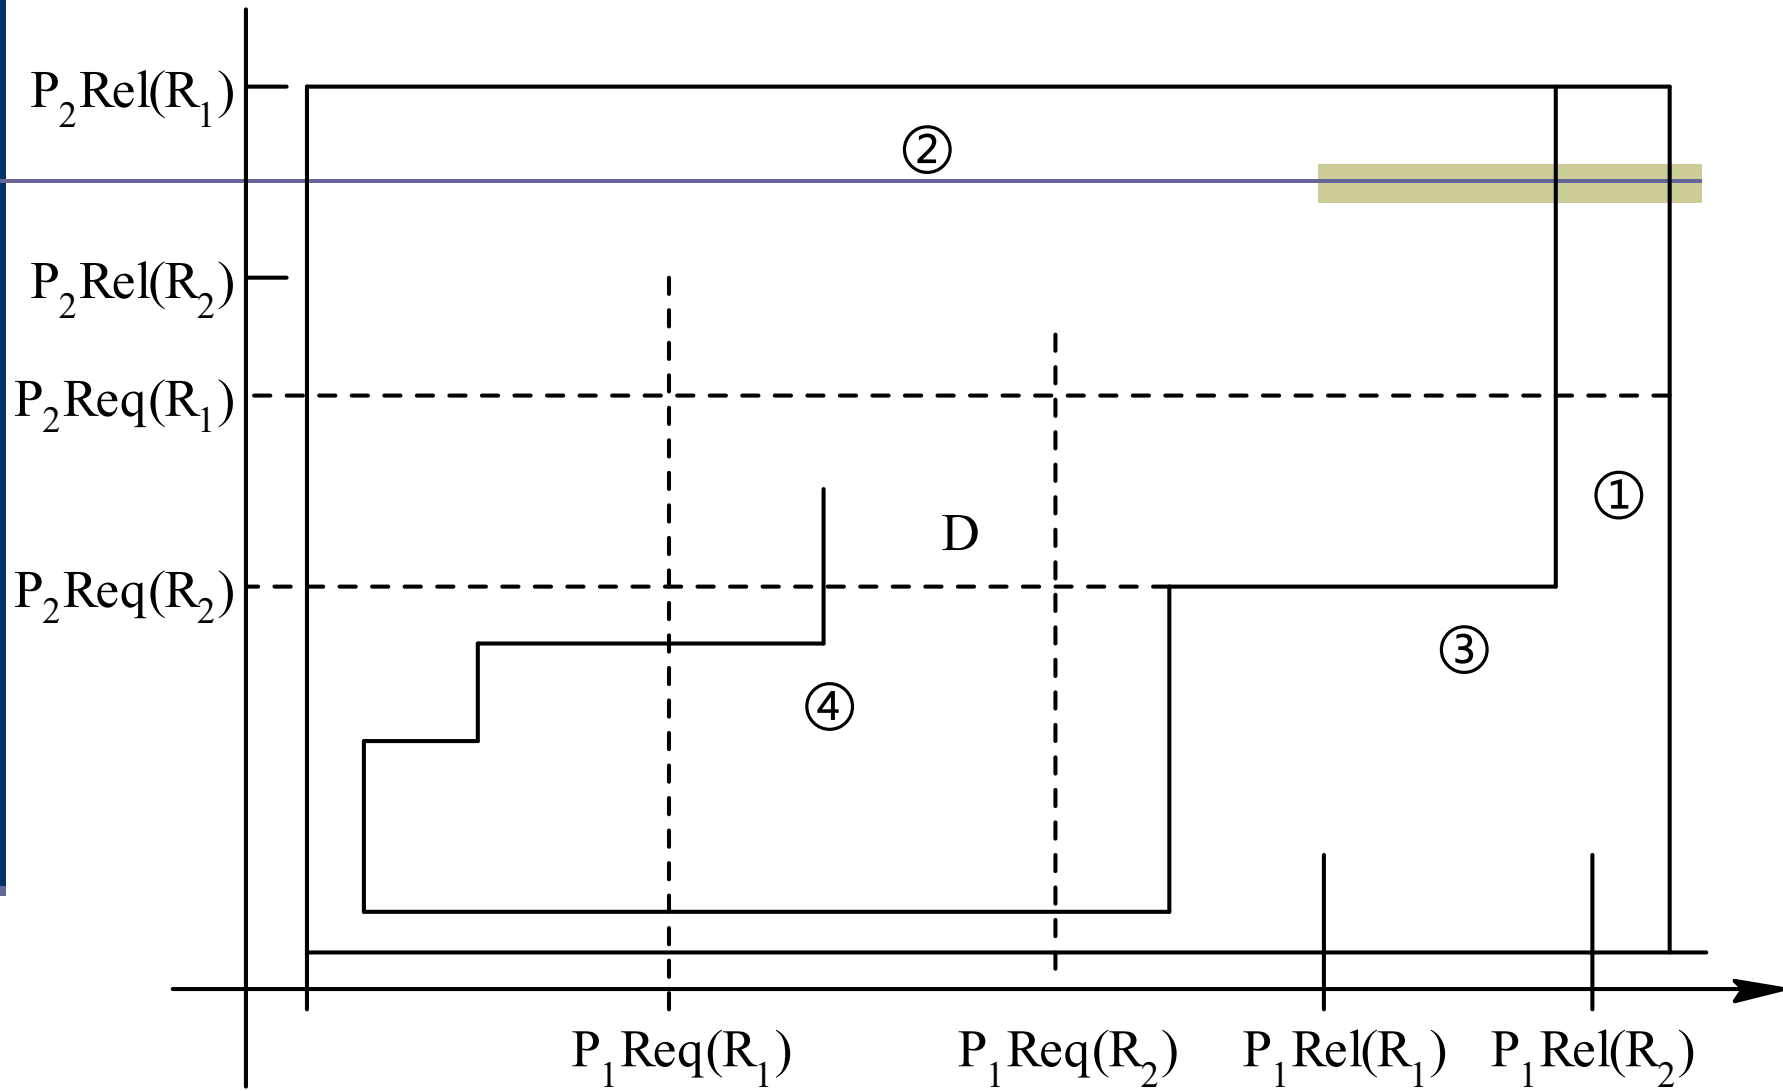 P₂Rel(R₁)
②
P₂Rel(R₂)
P₂Req(R₁)
①
D
P₂Req(R₂)
③
④
P₁Req(R₁) P₁Req(R₂) P₁Rel(R₁) P₁Rel(R₂)